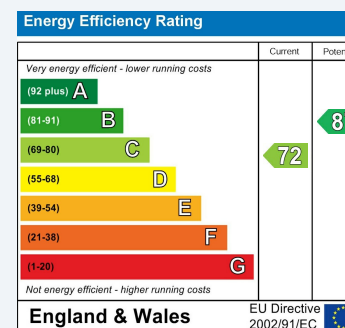 Energy Efficiency Rating
Current
Very energy efficient - lower running costs
(92 plus) A
(81-91) B
(69-80) C
72
(55-68) D
(39-54) E
(21-38) F
(1-20) G
Not energy efficient - higher running costs
England & Wales
EU Directive
2002/91/EC